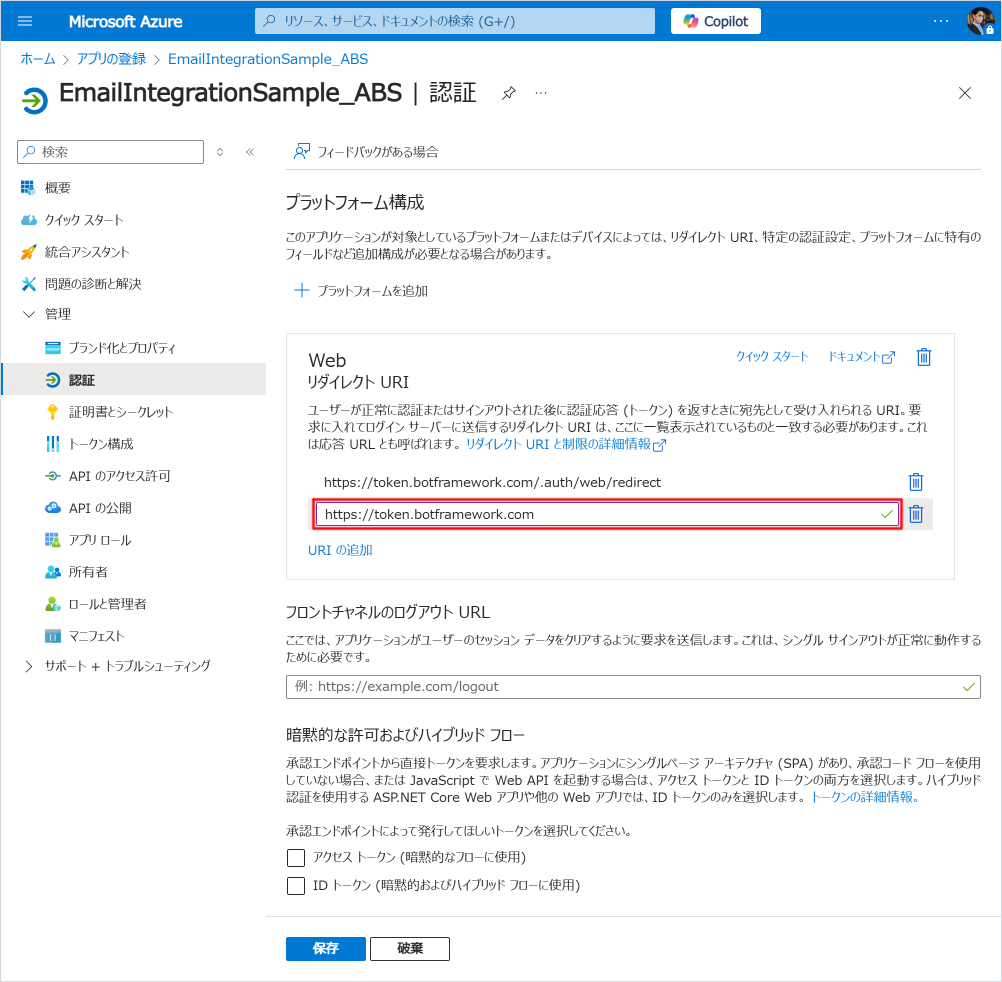 Microsoft Azure
リソース、サービス、ドキュメントの検索 (G+/)
Copilot
ホーム > アプリの登録 > EmailIntegrationSample_ABS
EmailIntegrationSample_ABS | 認証
検索
概要
クイック スタート
統合アシスタント
問題の診断と解決
管理
ブランド化とプロパティ
認証
証明書とシークレット
トークン構成
API のアクセス許可
API の公開
アプリ ロール
所有者
ロールと管理者
マニフェスト
サポート + トラブルシューティング
フィードバックがある場合
プラットフォーム構成
このアプリケーションが対象としているプラットフォームまたはデバイスによっては、リダイレクト URI、特定の認証設定、プラットフォームに特有の
フィールドなど追加構成が必要となる場合があります。
プラットフォームを追加
Web
クイック スタート
ドキュメント
リダイレクト URI
ユーザーが正常に認証またはサインアウトされた後に認証応答 (トークン) を返すときに宛先として受け入れられる URI。要
求に入れてログイン サーバーに送信するリダイレクト URI は、ここに一覧表示されているものと一致する必要があります。これ
は応答 URL とも呼ばれます。リダイレクト URI と制限の詳細情報
https://token.botframework.com/.auth/web/redirect
https://token.botframework.com
URI の追加
フロントチャネルのログアウト URL
ここでは、アプリケーションがユーザーのセッション データをクリアするように要求を送信します。これは、シングル サインアウトが正常に動作する
ために必要です。
例: https://example.com/logout
暗黙的な許可およびハイブリッド フロー
承認エンドポイントから直接トークンを要求します。アプリケーションにシングルページ アーキテクチャ (SPA) があり、承認コード フローを使用
していない場合、または JavaScript で Web API を起動する場合は、アクセス トークンと ID トークンの両方を選択します。ハイブリッド
認証を使用する ASP.NET Core Web アプリや他の Web アプリでは、ID トークンのみを選択します。トークンの詳細情報。
承認エンドポイントによって発行してほしいトークンを選択してください。
アクセス トークン (暗黙的なフローに使用)
ID トークン (暗黙的およびハイブリッド フローに使用)
保存
破棄